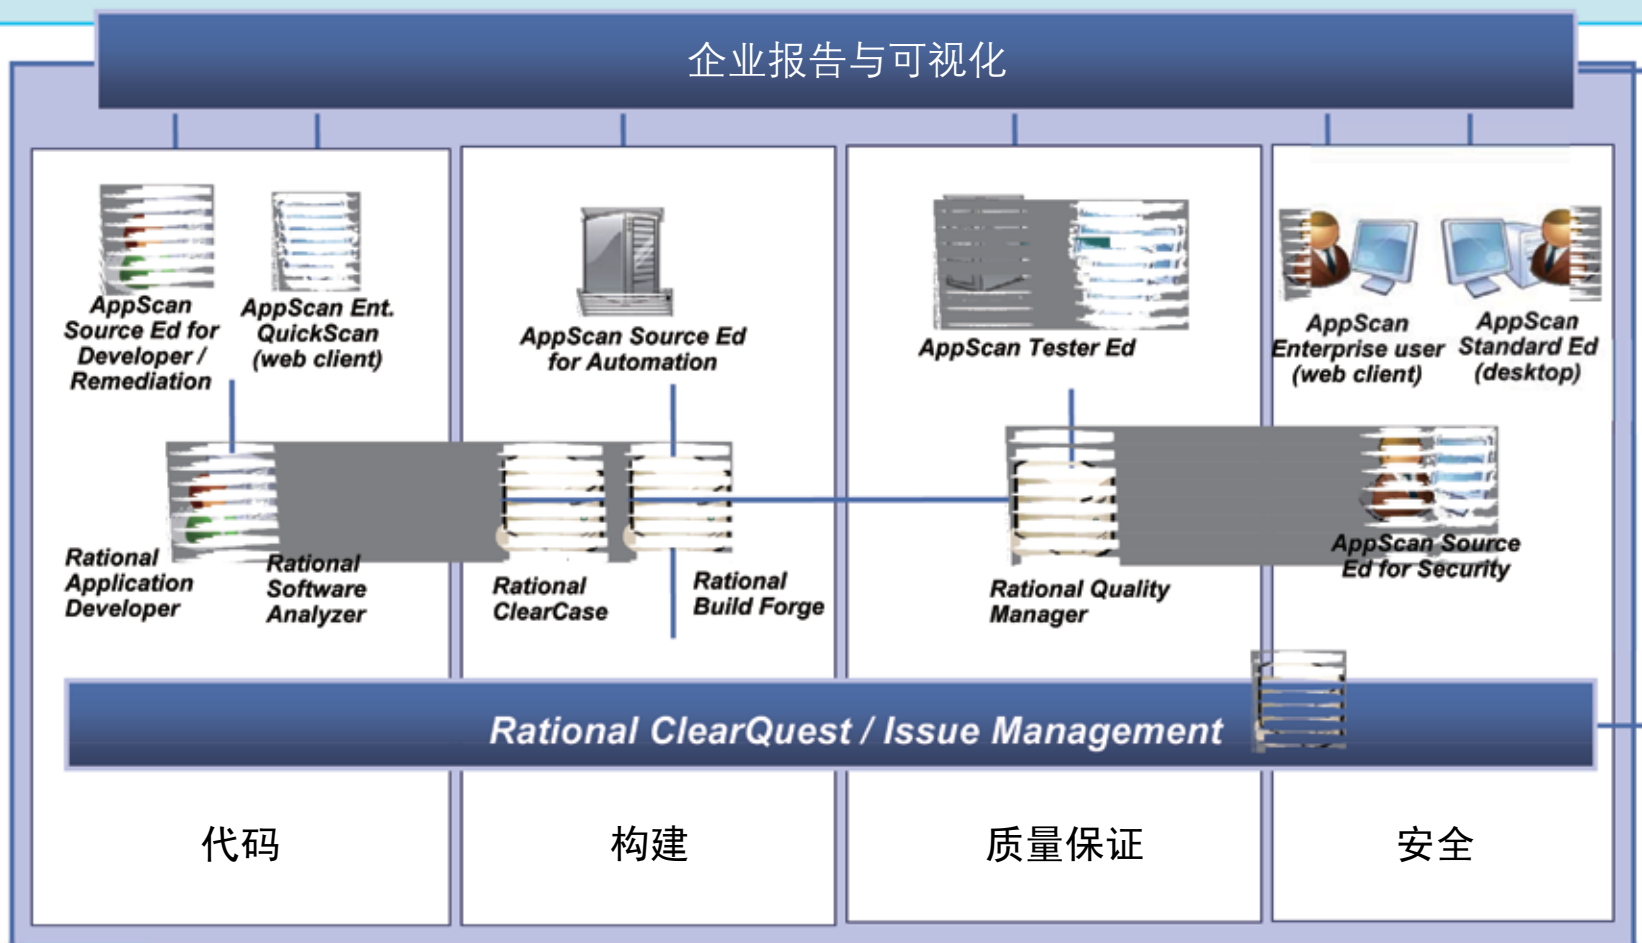 企业报告与可视化
AppScan
Source Ed for
Developer /
Remediation
AppScan Ent.
QuickScan
(web client)
AppScan Source Ed
for Automation
AppScan Tester Ed
AppScan
Enterprise user
(web client)
AppScan
Standard Ed
(desktop)
Rational
Application
Developer
Rational
Software
Analyzer
Rational
ClearCase
Rational
Build Forge
Rational Quality
Manager
AppScan Source
Ed for Security
Rational ClearQuest / Issue Management
代码
构建
质量保证
安全